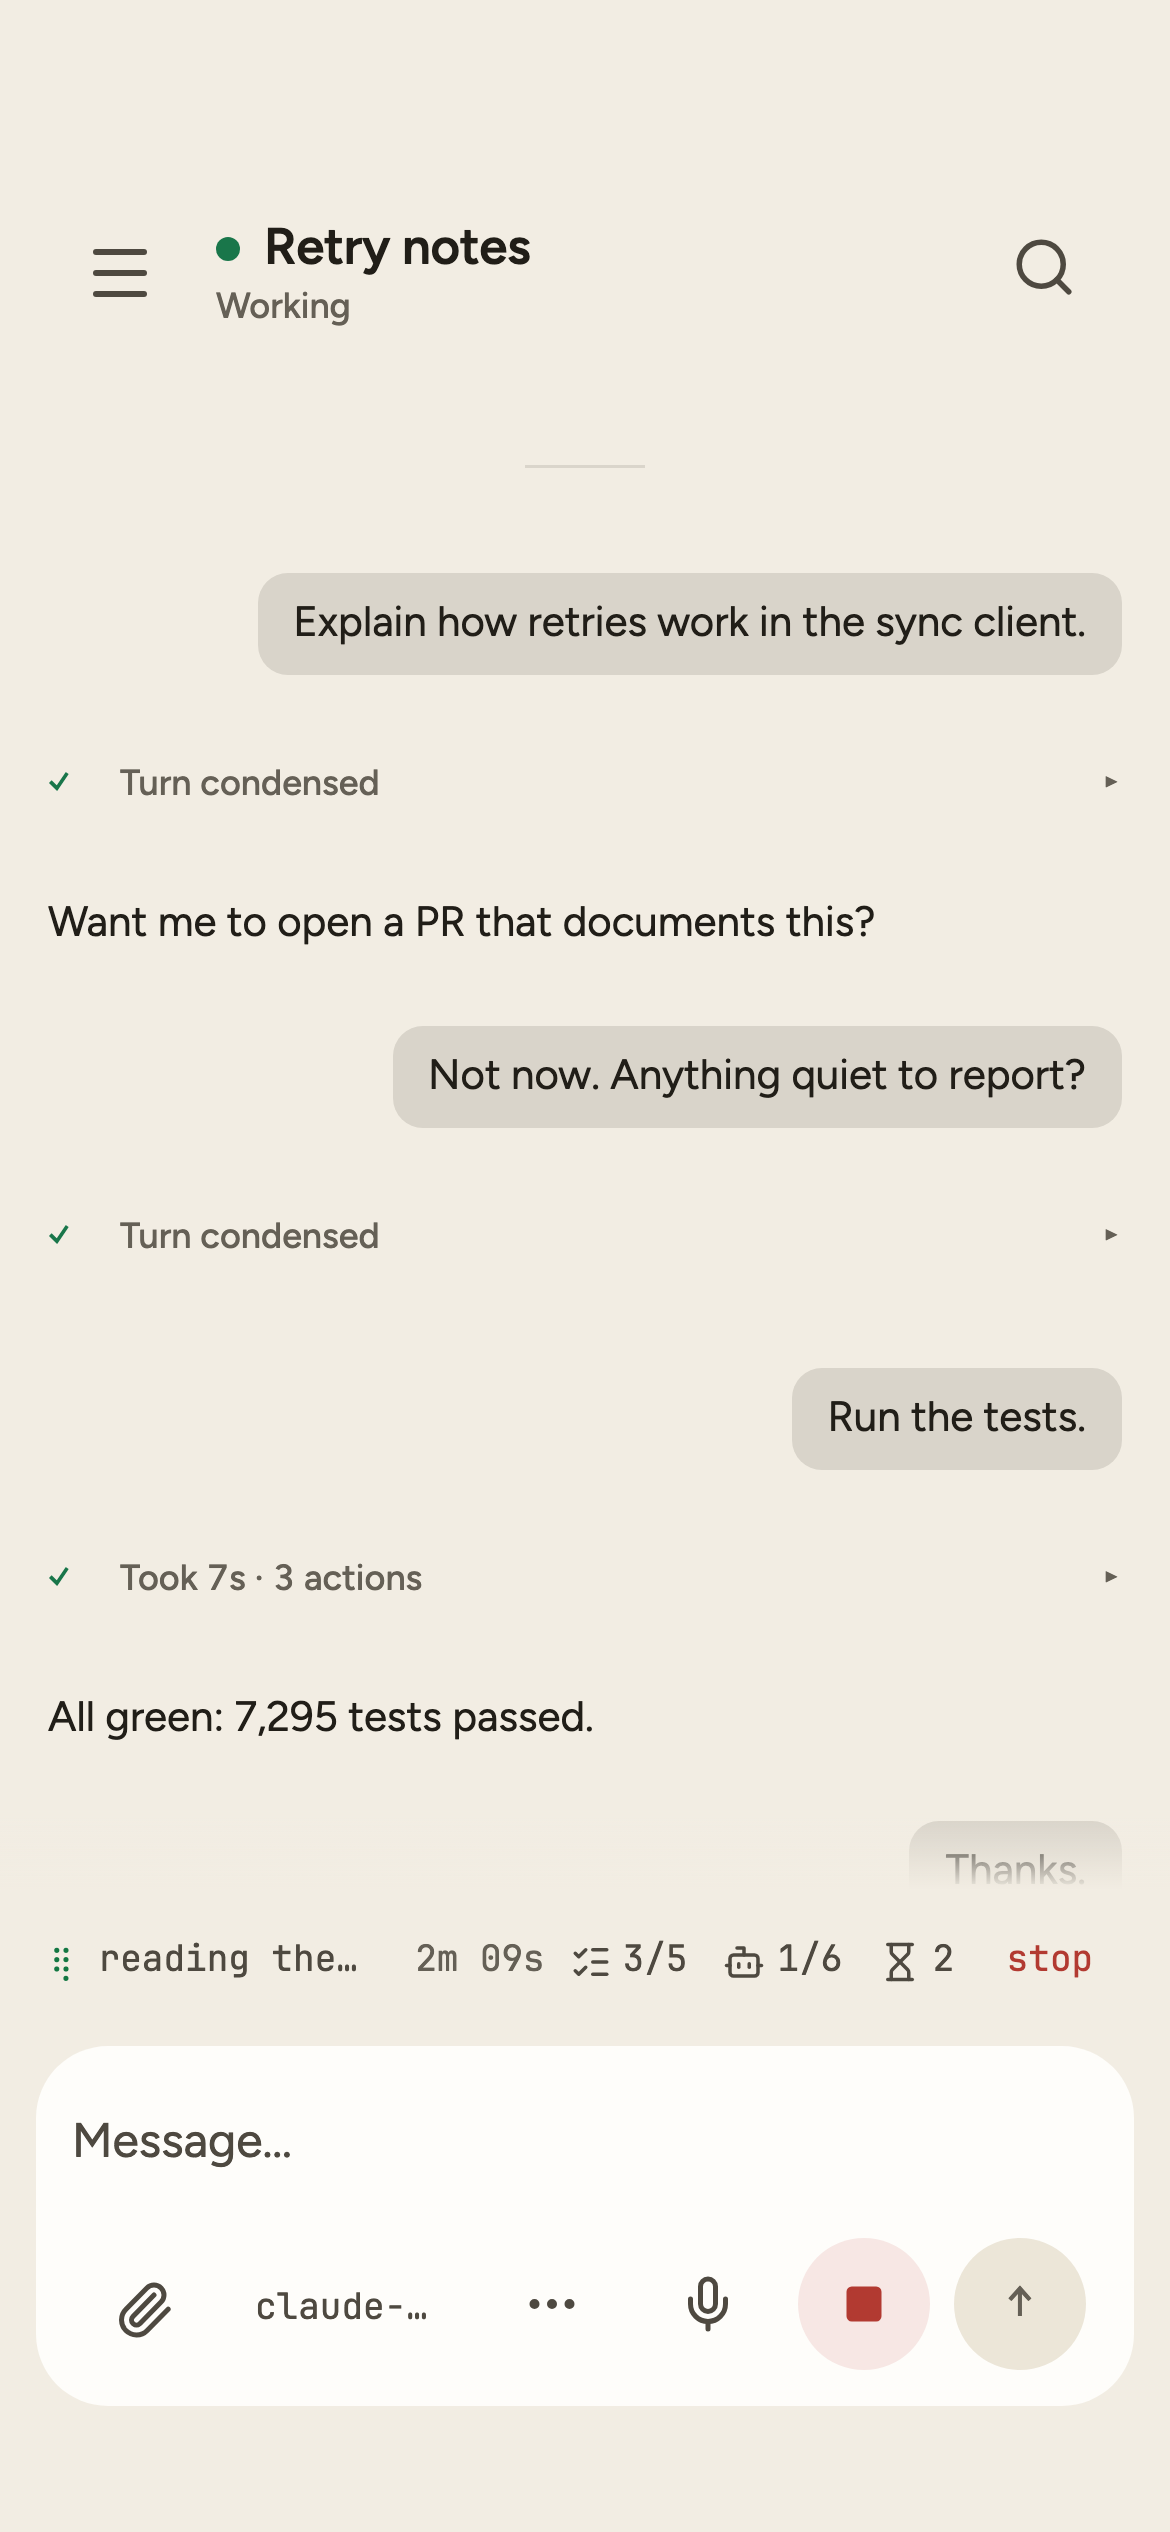 Retry notes
Working
Explain how retries work in the sync client.
Turn condensed
Want me to open a PR that documents this?
Not now. Anything quiet to report?
Turn condensed
Run the tests.
Took 7s · 3 actions
All green: 7,295 tests passed.
Thanks.
reading the… 2m 09s 3/5 1/6 2 stop
Message...
claude-…